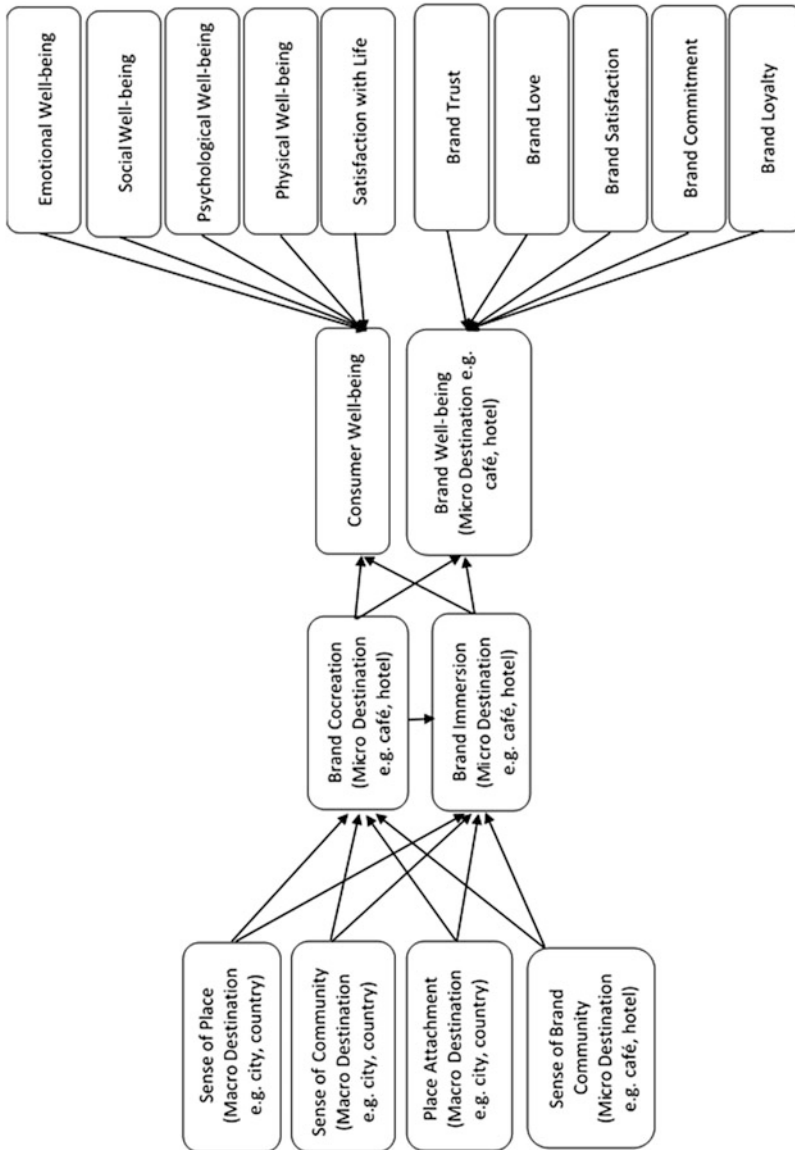 Sense of Place
(Macro Destination
e.g. city, country)
Sense of Community
(Macro Destination
e.g. city, country)
Place Attachment
(Macro Destination
e.g. city, country)
Sense of Brand
Community
(Micro Destination
e.g. café, hotel)
Brand Cocreation
(Micro Destination
e.g. café, hotel)
Brand Immersion
(Micro Destination
e.g. café, hotel)
Consumer Well-being
Brand Well-being
(Micro Destination e.g.
café, hotel)
Emotional Well-being
Social Well-being
Psychological Well-being
Physical Well-being
Satisfaction with Life
Brand Trust
Brand Love
Brand Satisfaction
Brand Commitment
Brand Loyalty